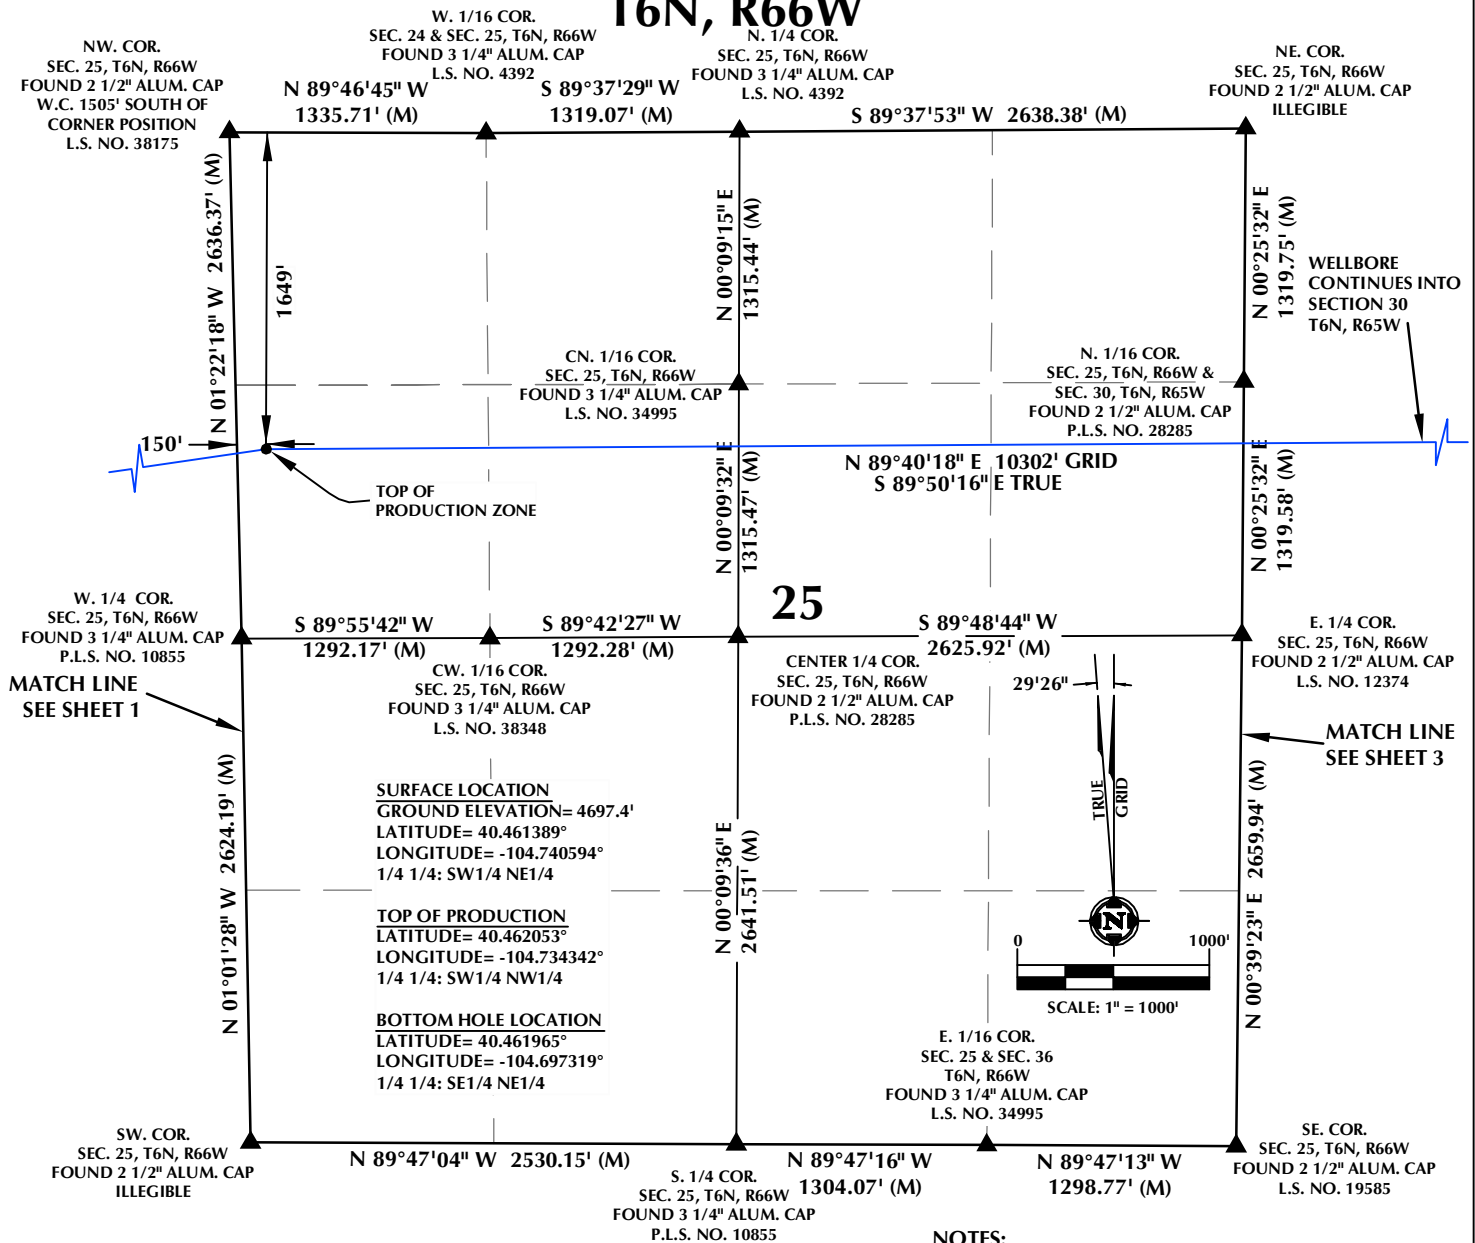 T6N, R66W
W. 1/16 COR.
SEC. 24 & SEC. 25, T6N, R66W
FOUND 3 1/4" ALUM. CAP
L.S. NO. 4392
N. 1/4 COR.
SEC. 25, T6N, R66W
FOUND 3 1/4" ALUM. CAP
L.S. NO. 4392
NW. COR.
SEC. 25, T6N, R66W
FOUND 2 1/2" ALUM. CAP
W.C. 1505' SOUTH OF
CORNER POSITION
L.S. NO. 38175
NE. COR.
SEC. 25, T6N, R66W
FOUND 2 1/2" ALUM. CAP
ILLEGIBLE
N 89°46'45" W
1335.71' (M)
S 89°37'29" W
1319.07' (M)
S 89°37'53" W 2638.38' (M)
N 01°22'18" W 2636.37' (M)
1649'
N 00°09'15" E
1315.44' (M)
N 00°25'32" E
1319.75' (M)
WELLBORE
CONTINUES INTO
SECTION 30
T6N, R65W
CN. 1/16 COR.
SEC. 25, T6N, R66W
FOUND 3 1/4" ALUM. CAP
L.S. NO. 34995
N. 1/16 COR.
SEC. 25, T6N, R66W &
SEC. 30, T6N, R65W
FOUND 2 1/2" ALUM. CAP
P.L.S. NO. 28285
150'
N 89°40'18" E 10302' GRID
S 89°50'16" E TRUE
TOP OF
PRODUCTION ZONE
N 00°09'32" E
1315.47' (M)
N 00°25'32" E
1319.58' (M)
25
W. 1/4 COR.
SEC. 25, T6N, R66W
FOUND 3 1/4" ALUM. CAP
P.L.S. NO. 10855
S 89°55'42" W
1292.17' (M)
S 89°42'27" W
1292.28' (M)
S 89°48'44" W
2625.92' (M)
E. 1/4 COR.
SEC. 25, T6N, R66W
FOUND 2 1/2" ALUM. CAP
L.S. NO. 12374
CW. 1/16 COR.
SEC. 25, T6N, R66W
FOUND 3 1/4" ALUM. CAP
L.S. NO. 38348
CENTER 1/4 COR.
SEC. 25, T6N, R66W
FOUND 2 1/2" ALUM. CAP
P.L.S. NO. 28285
29'26"
MATCH LINE
SEE SHEET 1
MATCH LINE
SEE SHEET 3
TRUE
GRID
N
SURFACE LOCATION
GROUND ELEVATION= 4697.4'
LATITUDE= 40.461389°
LONGITUDE= -104.740594°
1/4 1/4: SW1/4 NE1/4
TOP OF PRODUCTION
LATITUDE= 40.462053°
LONGITUDE= -104.734342°
1/4 1/4: SW1/4 NW1/4
BOTTOM HOLE LOCATION
LATITUDE= 40.461965°
LONGITUDE= -104.697319°
1/4 1/4: SE1/4 NE1/4
N 01°01'28" W 2624.19' (M)
N 00°09'36" E
2641.51' (M)
N 00°39'23" E 2659.94' (M)
0 1000'
SCALE: 1" = 1000'
E. 1/16 COR.
SEC. 25 & SEC. 36
T6N, R66W
FOUND 3 1/4" ALUM. CAP
L.S. NO. 34995
SW. COR.
SEC. 25, T6N, R66W
FOUND 2 1/2" ALUM. CAP
ILLEGIBLE
N 89°47'04" W 2530.15' (M)
S. 1/4 COR.
SEC. 25, T6N, R66W
FOUND 3 1/4" ALUM. CAP
P.L.S. NO. 10855
N 89°47'16" W
1304.07' (M)
N 89°47'13" W
1298.77' (M)
SE. COR.
SEC. 25, T6N, R66W
FOUND 2 1/2" ALUM. CAP
L.S. NO. 19585
NOTES: